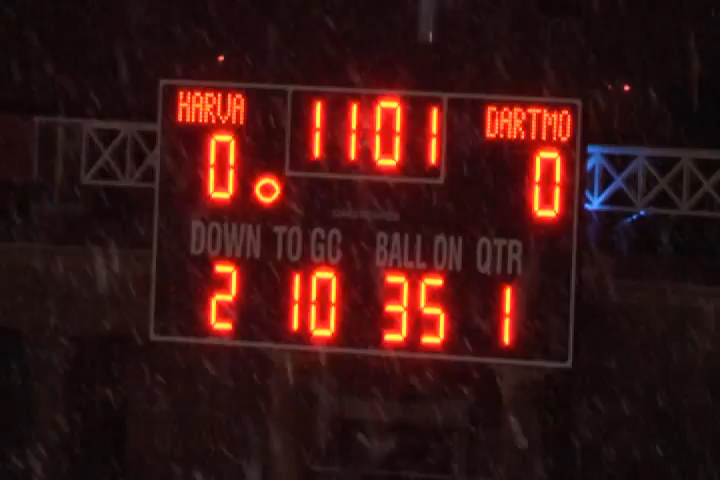 HARVA 1101 DARTMO
0 0
DOWN TO GO BALL ON QTR
2 10 35 1